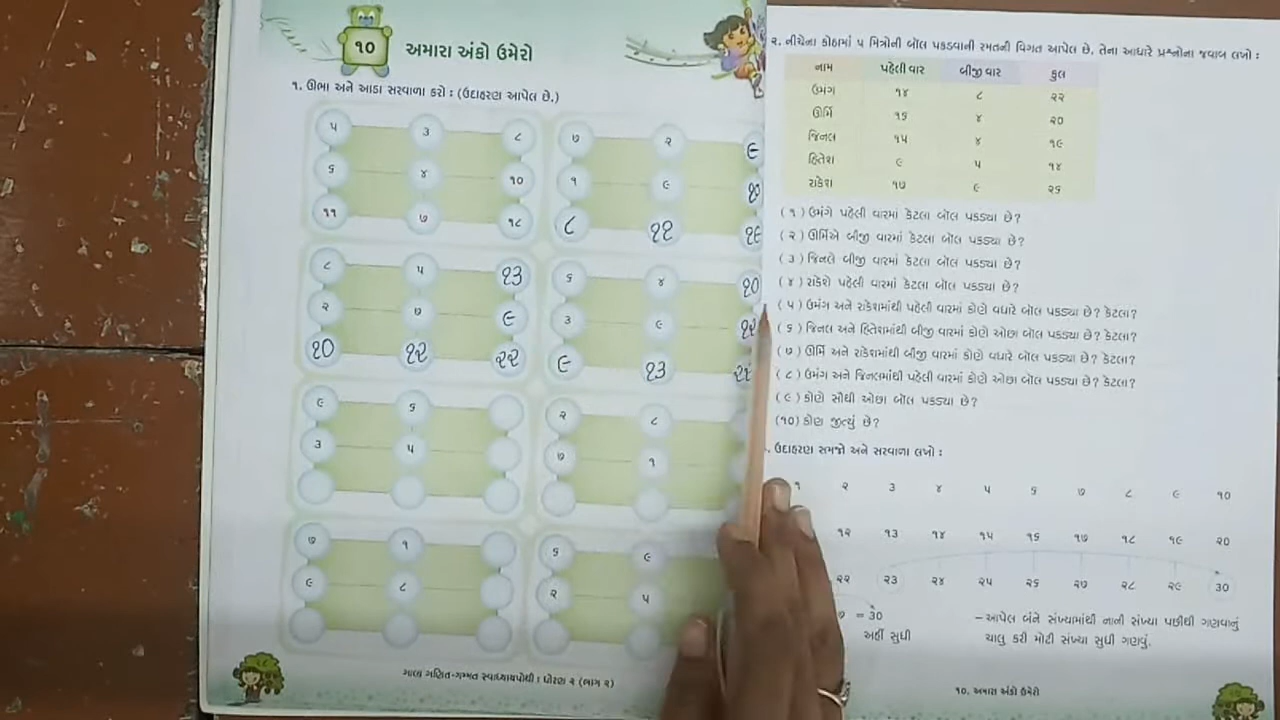 ૧૦
અમારા અંકો ઉમેરો
૧. ઊભા અને આડા સરવાળા કરો : (ઉદાહરણ આપેલ છે.)
૫ ૩ ૮
૬ ૪ ૧૦
૧૧ ૭ ૧૮
૭ ૨ ૯
૧ ૯ ૧૦
૮ ૧૧ ૧૯
૮ ૫ ૧૩
૨ ૭ ૯
૧૦ ૧૨ ૨૨
૬ ૪ ૧૦
૩ ૯ ૧૨
૯ ૧૩ ૨૨
૯ ૬
૩ ૫
૨ ૮
૭ ૧
૭ ૧
૯ ૮
૬ ૯
૨ ૫
ગાલા ગણિત-ગમ્મત સ્વાધ્યાયપોથી : ધોરણ ૨ (ભાગ ૨)
૨. નીચેના કોઠામાં ૫ મિત્રોની બૉલ પકડવાની રમતની વિગત આપેલ છે, તેના આધારે પ્રશ્નોના જવાબ લખો :
નામ પહેલી વાર બીજી વાર કુલ
ઉમંગ ૧૪ ૮ ૨૨
ઊર્મિ ૧૬ ૪ ૨૦
જિનલ ૧૫ ૪ ૧૯
હિતેશ ૯ ૫ ૧૪
રાકેશ ૧૭ ૯ ૨૬
(૧) ઉમંગે પહેલી વારમાં કેટલા બૉલ પકડ્યા છે?
(૨) ઊર્મિએ બીજી વારમાં કેટલા બૉલ પકડ્યા છે?
(૩) જિનલે બીજી વારમાં કેટલા બૉલ પકડ્યા છે?
(૪) રાકેશે પહેલી વારમાં કેટલા બૉલ પકડ્યા છે?
(૫) ઉમંગ અને રાકેશમાંથી પહેલી વારમાં કોણે વધારે બૉલ પકડ્યા છે? કેટલા?
(૬) જિનલ અને હિતેશમાંથી બીજી વારમાં કોણે ઓછા બૉલ પકડ્યા છે? કેટલા?
(૭) ઊર્મિ અને રાકેશમાંથી બીજી વારમાં કોણે વધારે બૉલ પકડ્યા છે? કેટલા?
(૮) ઉમંગ અને જિનલમાંથી પહેલી વારમાં કોણે ઓછા બૉલ પકડ્યા છે? કેટલા?
(૯) કોણે સૌથી ઓછા બૉલ પકડ્યા છે?
(૧૦) કોણ જીત્યું છે?
ઉદાહરણ સમજો અને સરવાળા લખો :
૧ ૨ ૩ ૪ ૫ ૬ ૭ ૮ ૯ ૧૦
૧૨ ૧૩ ૧૪ ૧૫ ૧૬ ૧૭ ૧૮ ૧૯ ૨૦
૨૨ ૨૩ ૨૪ ૨૫ ૨૬ ૨૭ ૨૮ ૨૯ ૩૦
૭ = ૩૦
અહીં સુધી
– આપેલ બંને સંખ્યામાંથી નાની સંખ્યા પછીથી ગણવાનું
ચાલુ કરી મોટી સંખ્યા સુધી ગણવું.
૧૦. અમારા અંકો ઉમેરો